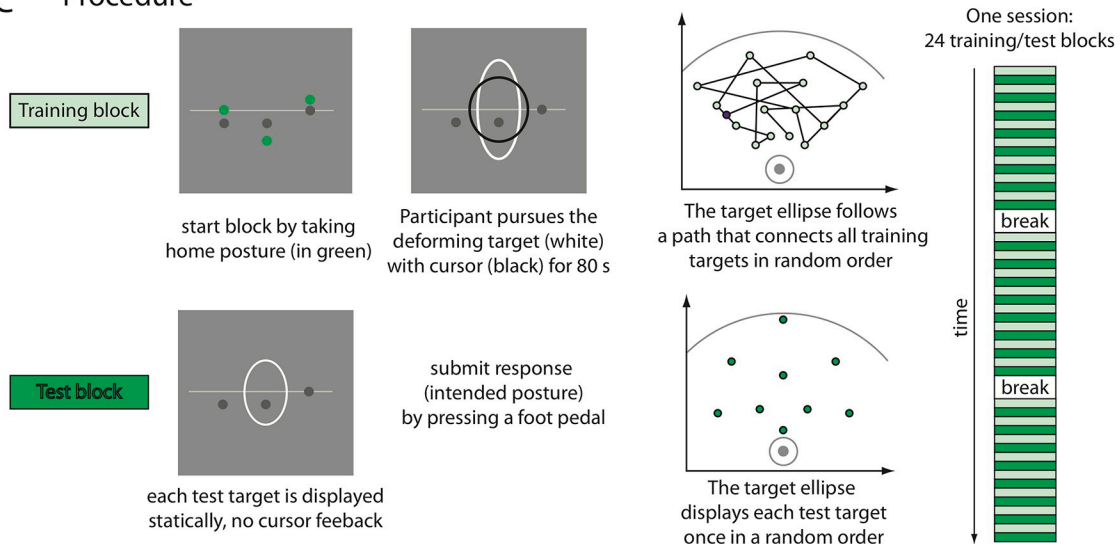 Procedure
Training block
start block by taking
home posture (in green)
Participant pursues the
deforming target (white)
with cursor (black) for 80 s
The target ellipse follows
a path that connects all training
targets in random order
One session:
24 training/test blocks
break
time
break
Test block
each test target is displayed
statically, no cursor feeback
submit response
(intended posture)
by pressing a foot pedal
The target ellipse
displays each test target
once in a random order